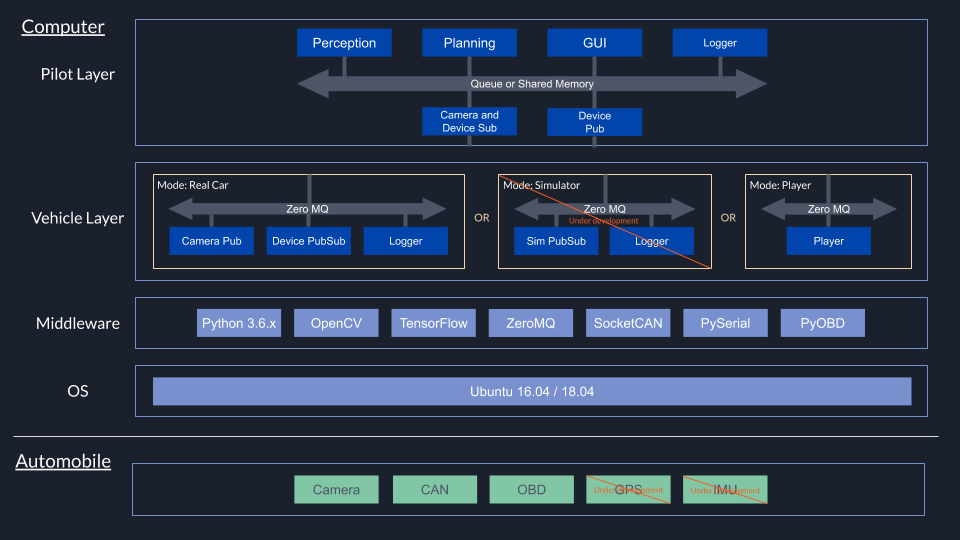 Computer
Pilot Layer
Perception
Planning
GUI
Logger
Queue or Shared Memory
Camera and
Device Sub
Device
Pub
Vehicle Layer
Mode: Real Car
Zero MQ
Camera Pub
Device PubSub
Logger
OR
Mode: Simulator
Zero MQ
Under development
Sim PubSub
Logger
OR
Mode: Player
Zero MQ
Player
Middleware
Python 3.6.x
OpenCV
TensorFlow
ZeroMQ
SocketCAN
PySerial
PyOBD
OS
Ubuntu 16.04 / 18.04
Automobile
Camera
CAN
OBD
GPS
Under development
IMU
Under development